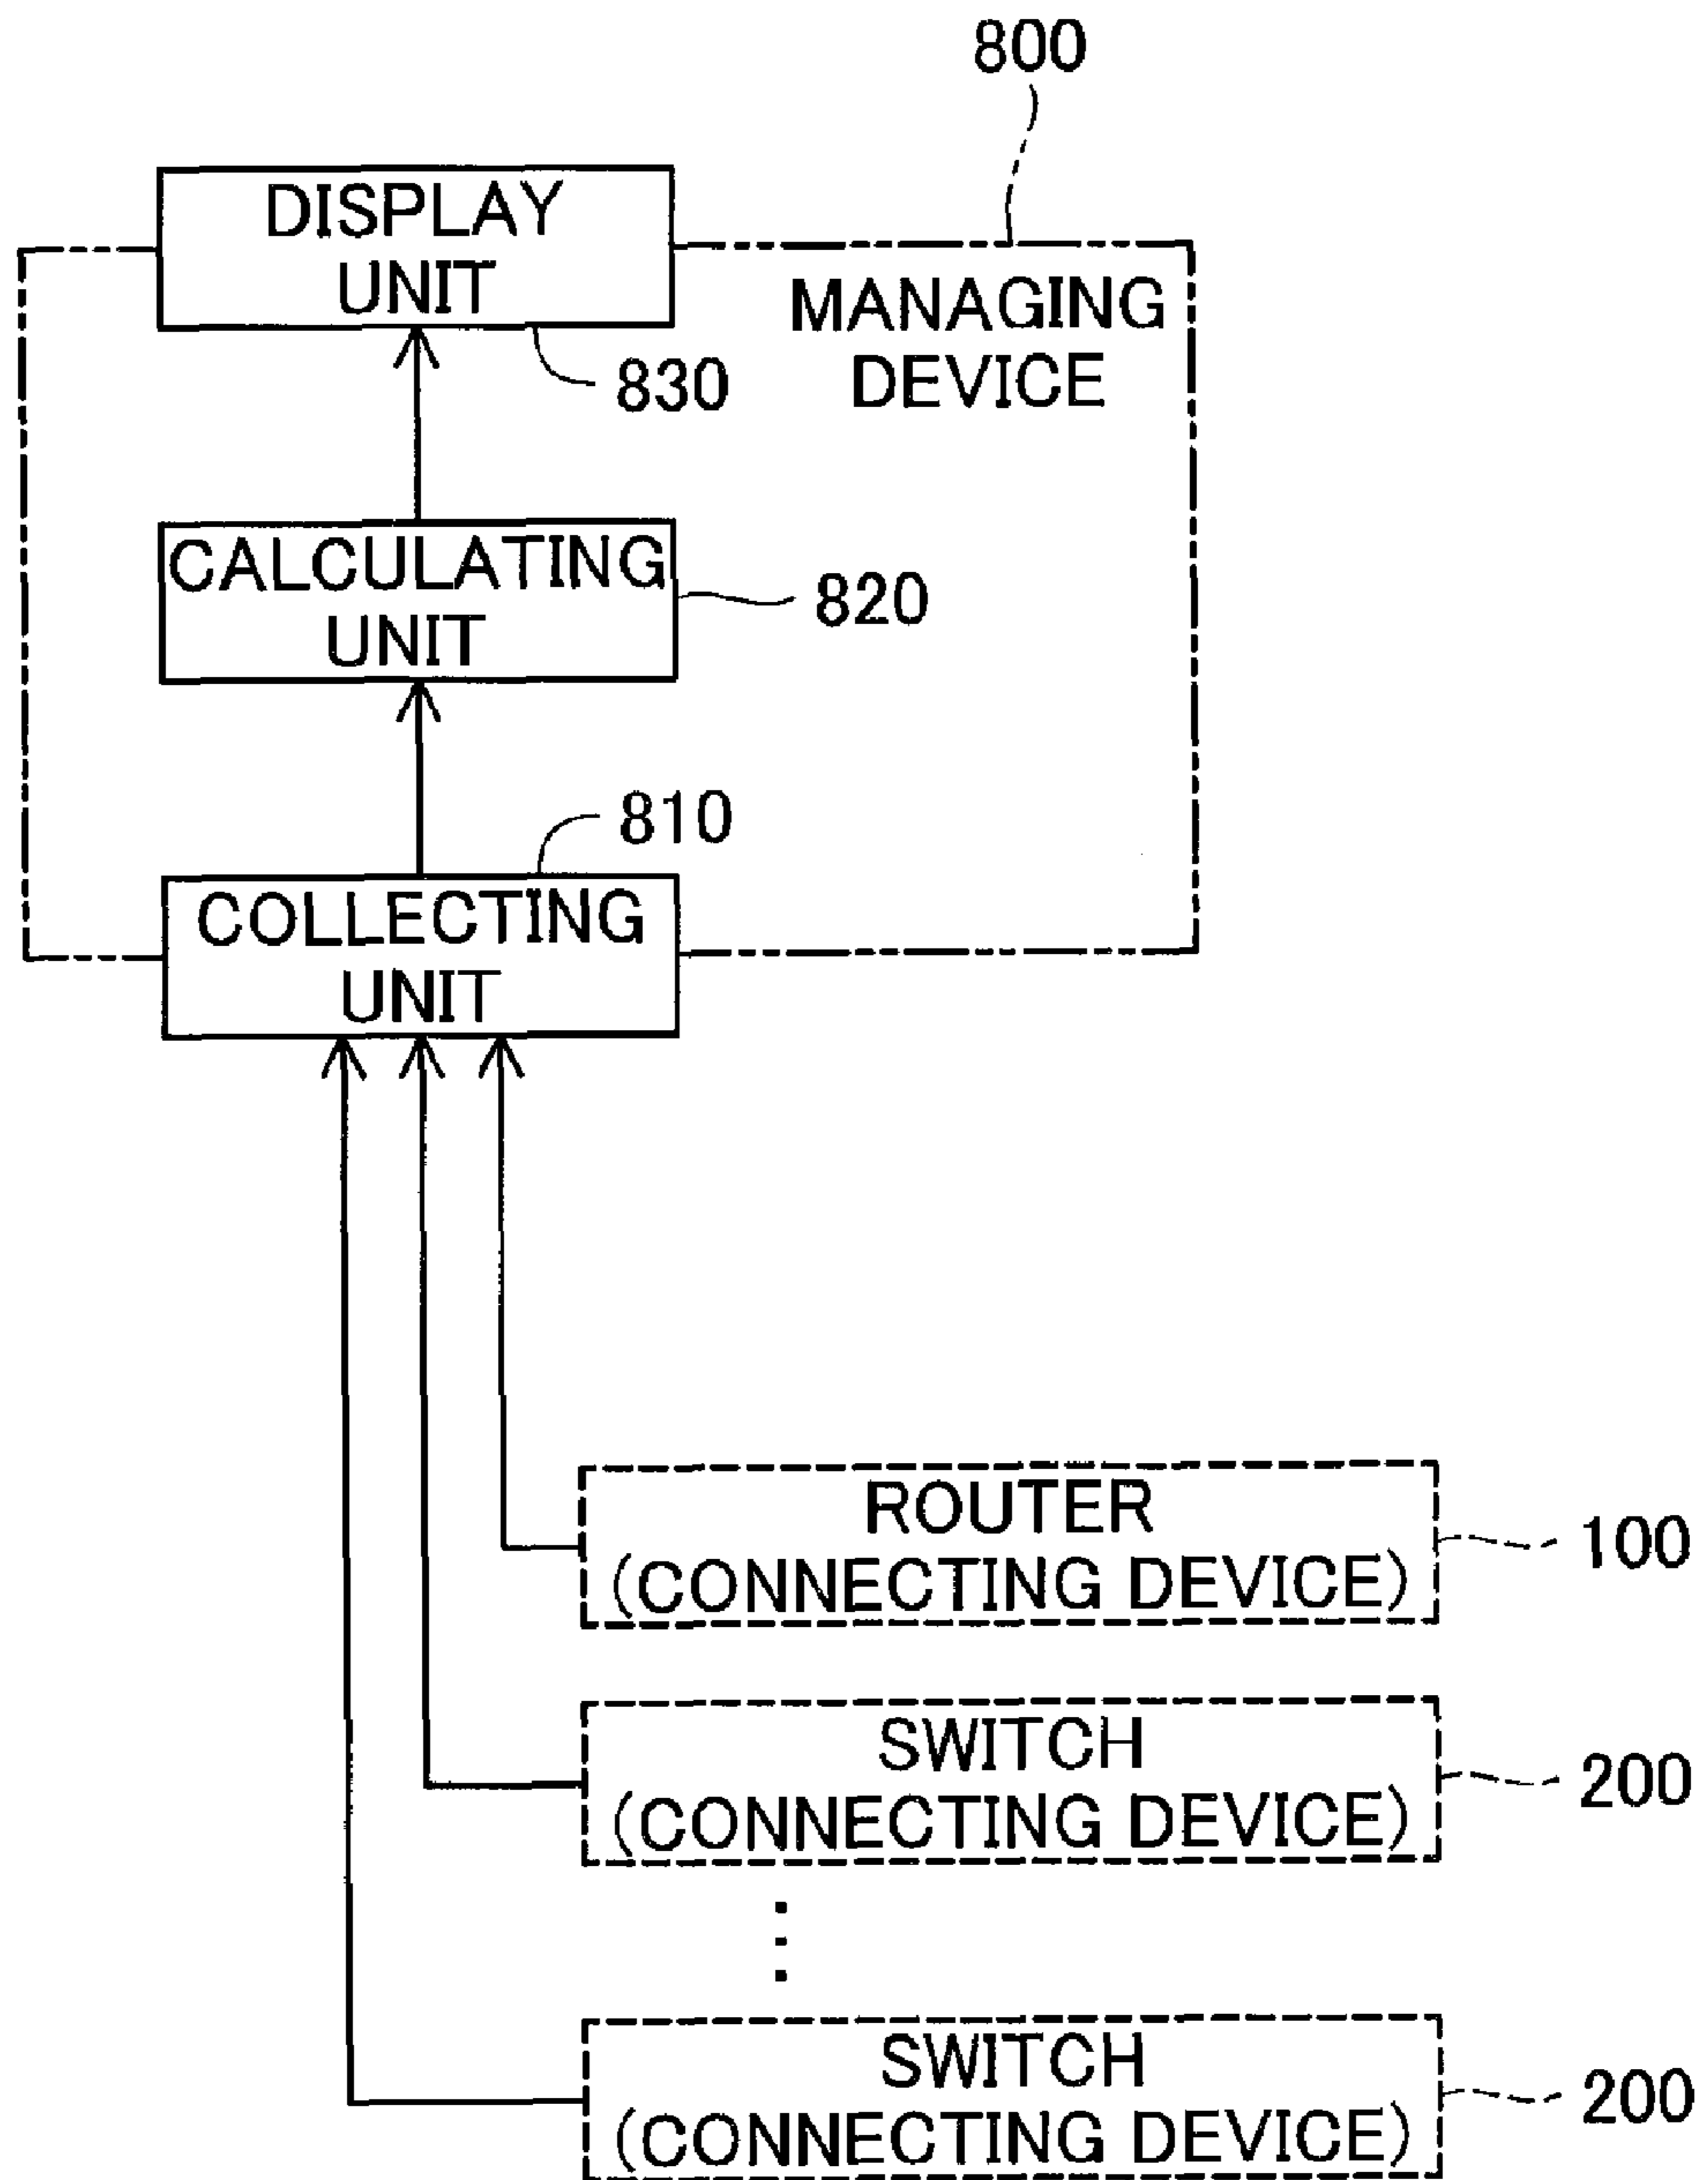 800
DISPLAY
UNIT
MANAGING
DEVICE
830
CALCULATING
UNIT
820
810
COLLECTING
UNIT
ROUTER
(CONNECTING DEVICE)
100
SWITCH
(CONNECTING DEVICE)
200
SWITCH
(CONNECTING DEVICE)
200